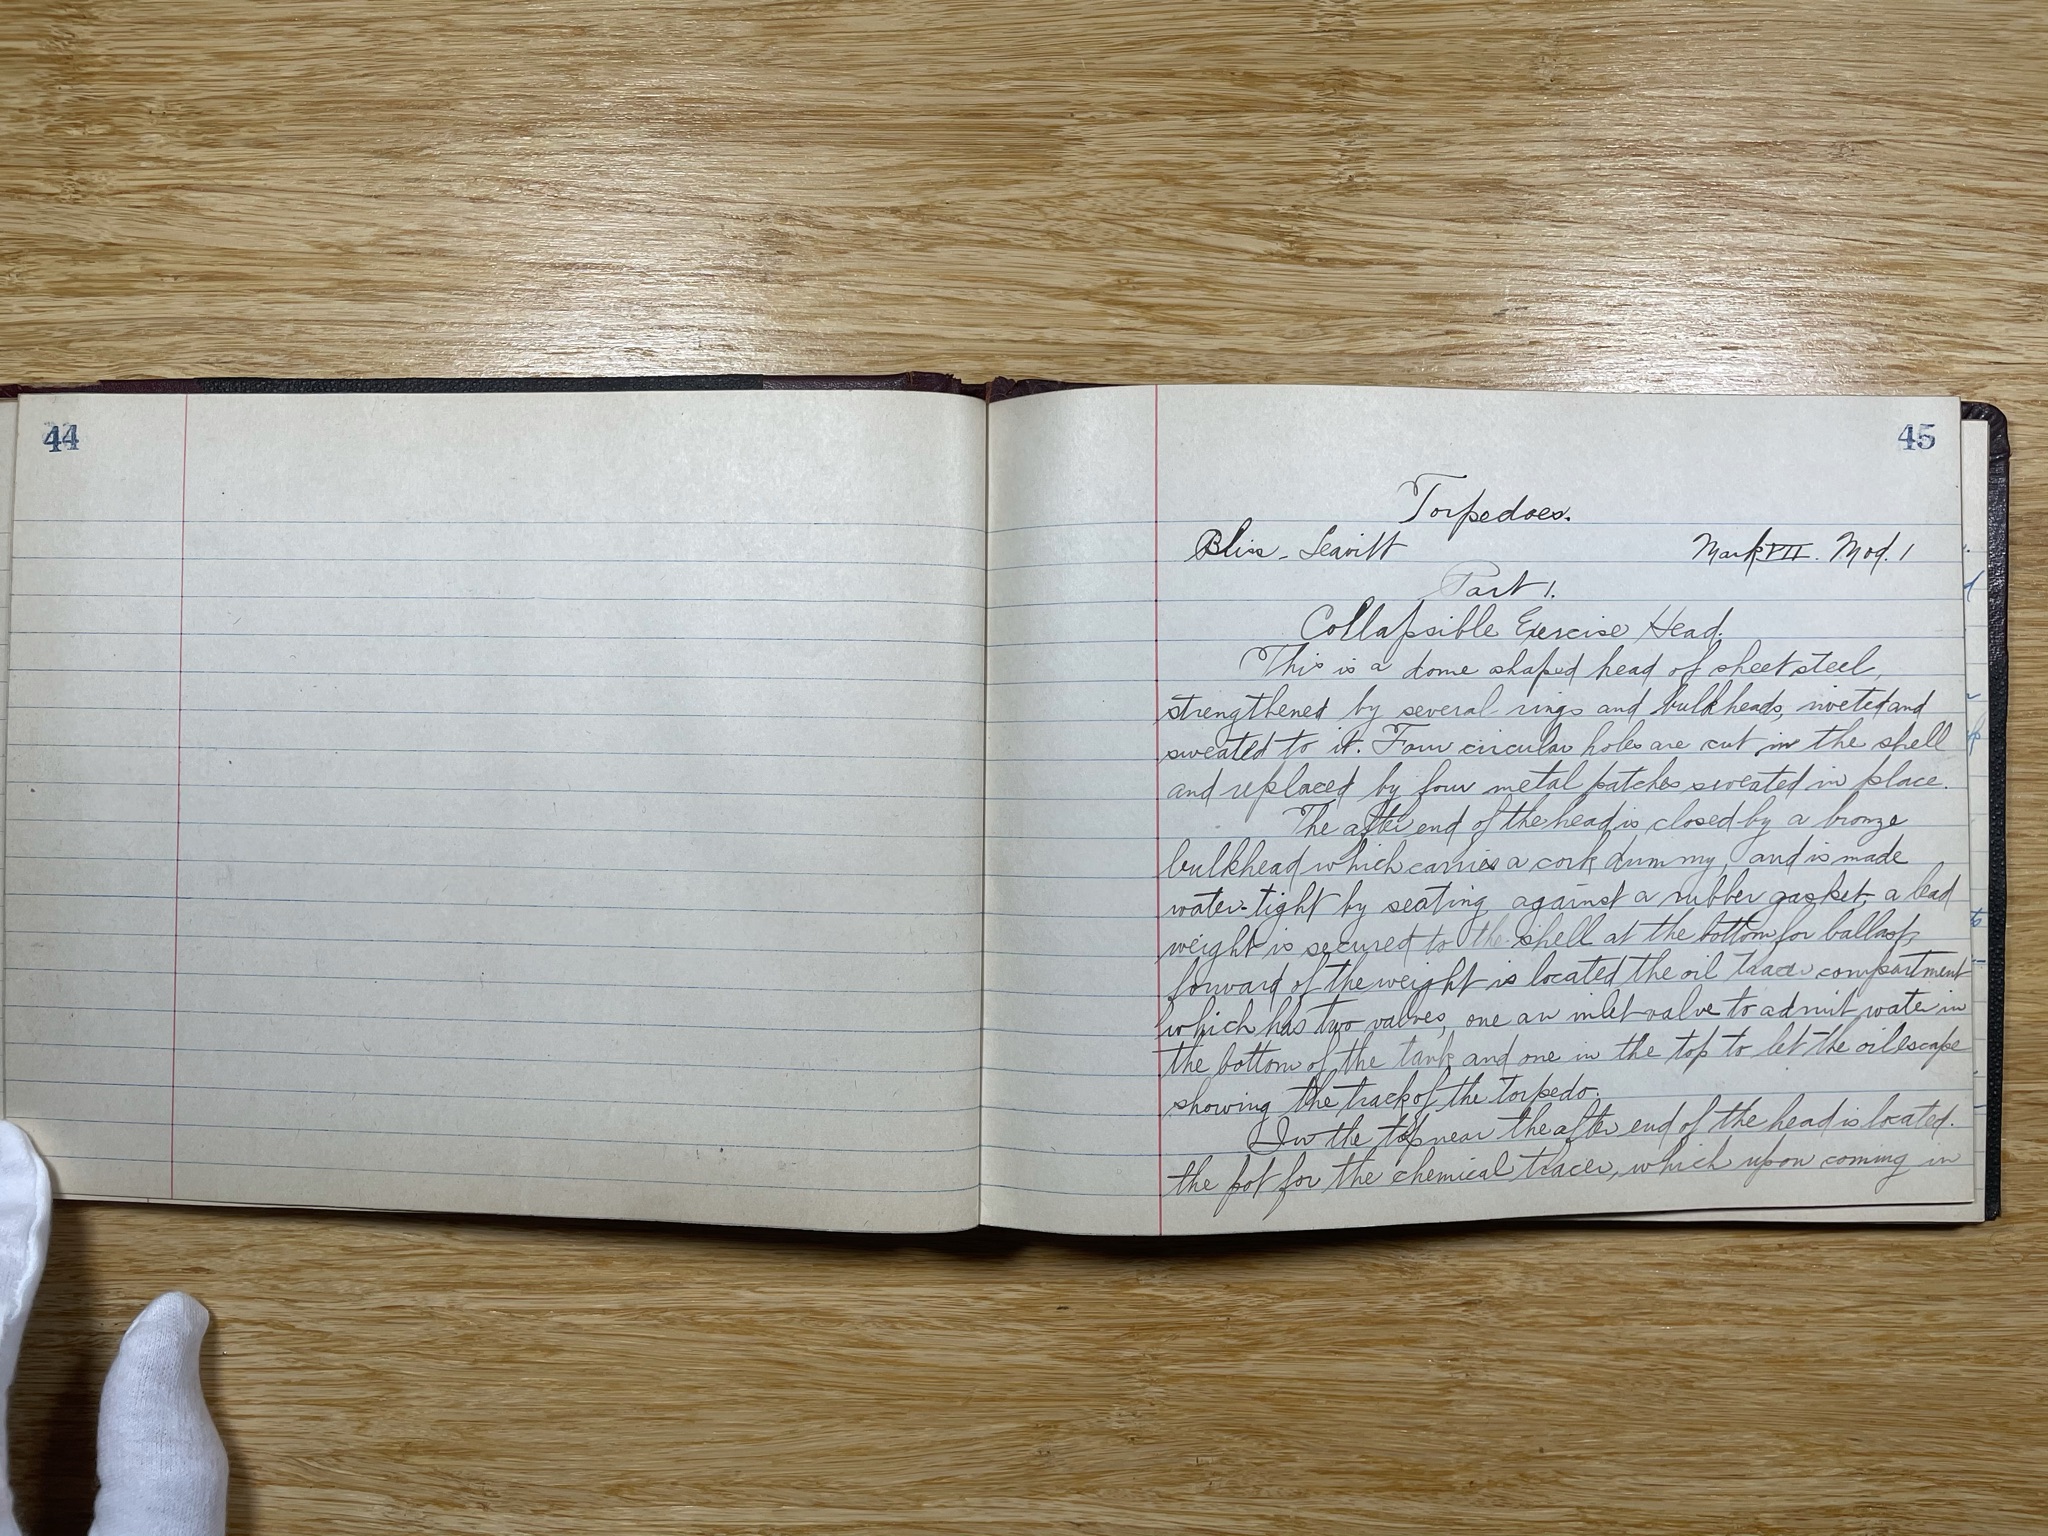 44
45
Torpedoes.
Bliss-Leavitt Mark VII. Mod. 1
Part 1.
Collapsible Exercise Head.
This is a dome shaped head of sheet steel,
strengthened by several rings and bulkheads, riveted and
sweated to it. Four circular holes are cut in the shell
and replaced by four metal patches sweated in place.
The after end of the head is closed by a bronze
bulkhead which carries a cork dummy, and is made
water-tight by seating against a rubber gasket, a lead
weight is secured to the shell at the bottom for ballast,
forward of the weight is located the oil tracer compartment
which has two valves, one an inlet valve to admit water in
the bottom of the tank and one in the top to let the oil escape
showing the track of the torpedo.
In the top near the after end of the head is located.
the pot for the chemical tracer, which upon coming in